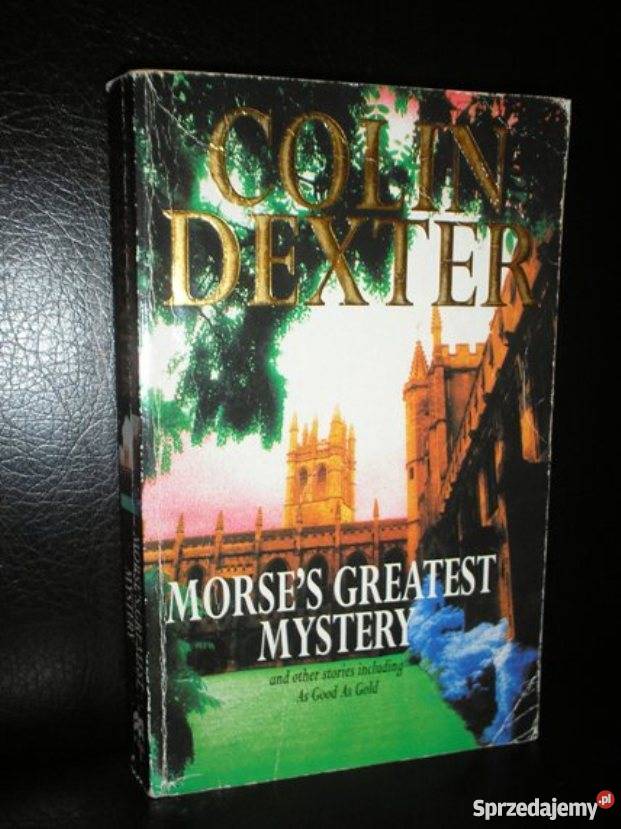 COLIN
DEXTER
MORSE'S GREATEST
MYSTERY
and other stories including
As Good As Gold
Sprzedajemy.pl